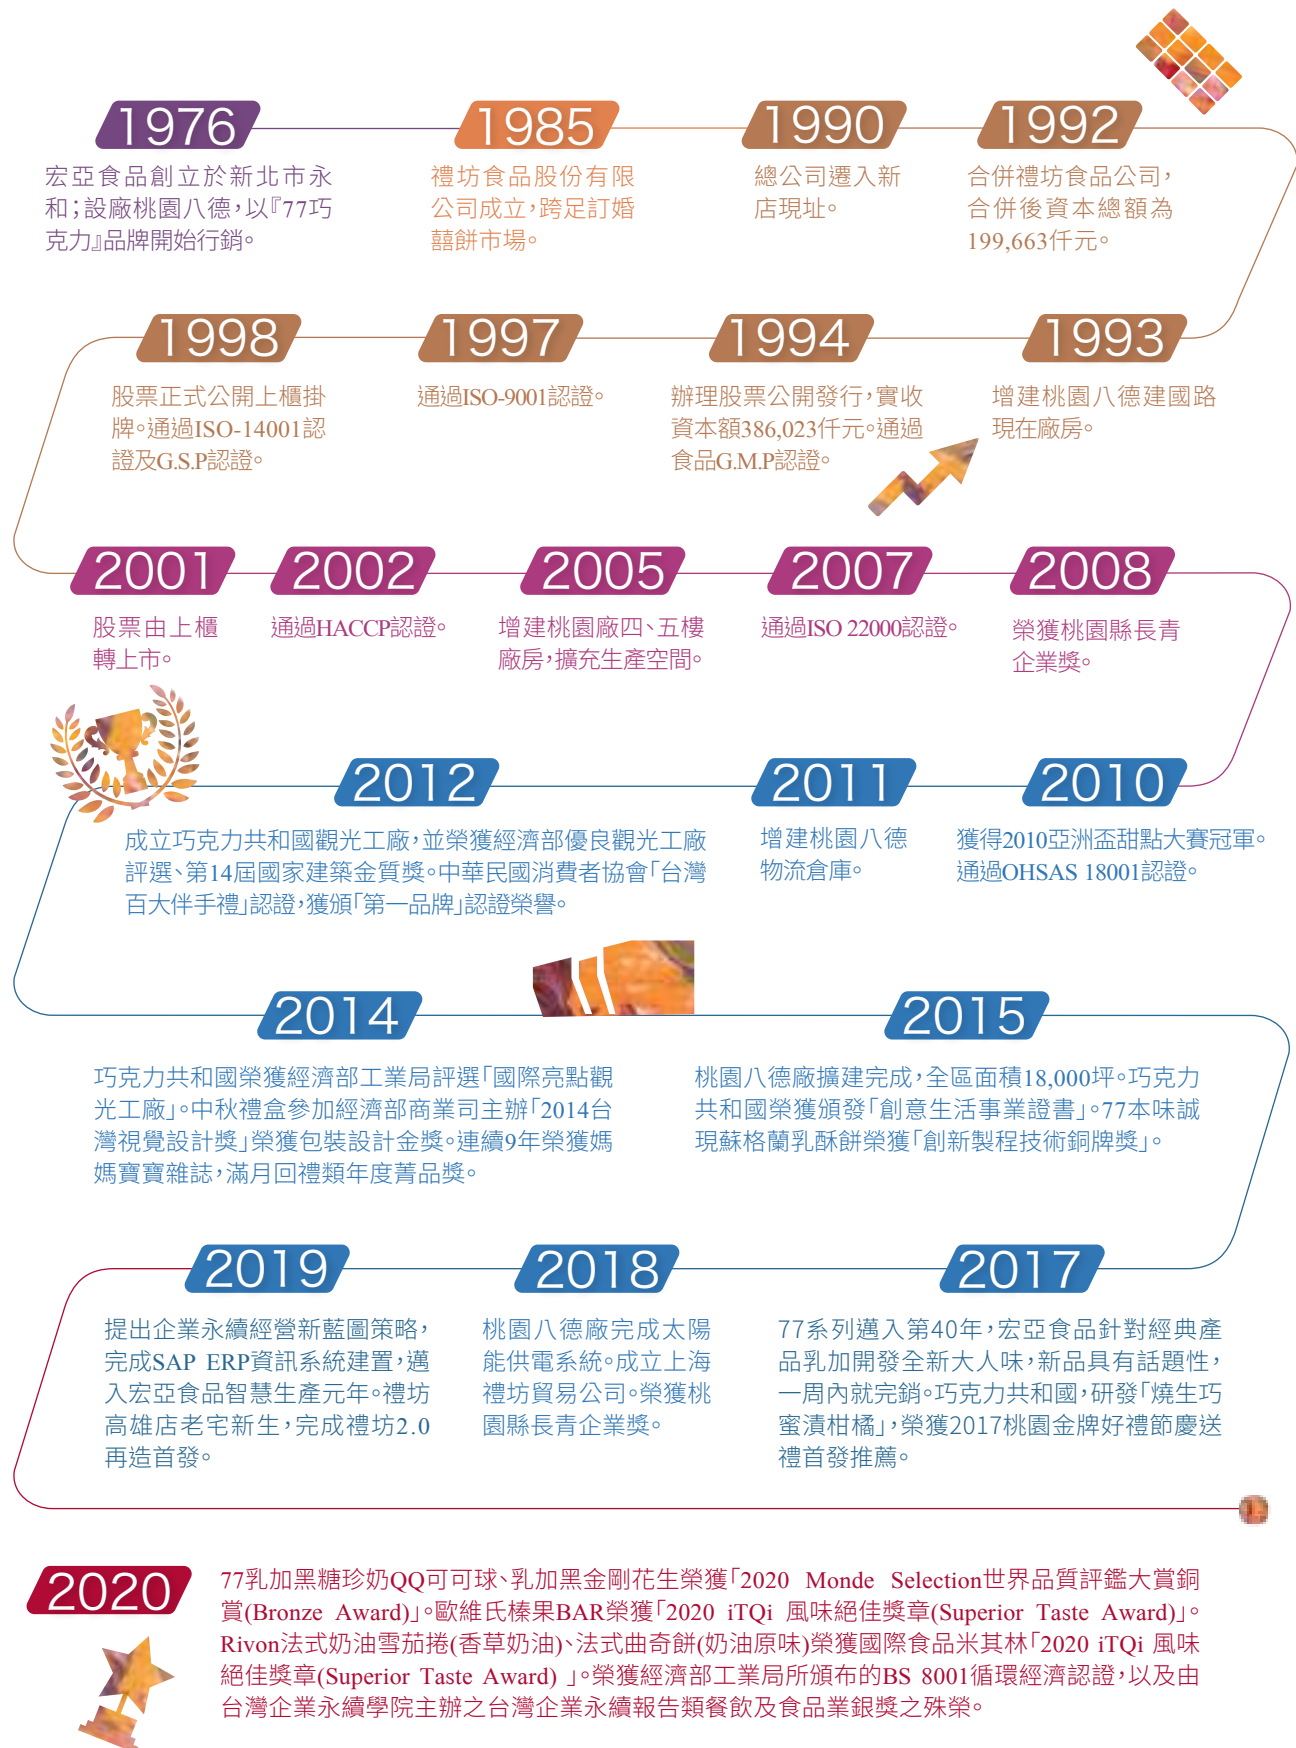 1976
宏亞食品創立於新北市永
和；設廠桃園八德，以『77巧
克力』品牌開始行銷。
1985
禮坊食品股份有限
公司成立，跨足訂婚
囍餅市場。
1990
總公司遷入新
店現址。
1992
合併禮坊食品公司，
合併後資本總額為
199,663仟元。
1993
增建桃園八德建國路
現在廠房。
1994
辦理股票公開發行，實收
資本額386,023仟元。通過
食品G.M.P認證。
1997
通過ISO-9001認證。
1998
股票正式公開上櫃掛
牌。通過ISO-14001認
證及G.S.P認證。
2001
股票由上櫃
轉上市。
2002
通過HACCP認證。
2005
增建桃園廠四、五樓
廠房，擴充生產空間。
2007
通過ISO 22000認證。
2008
榮獲桃園縣長青
企業獎。
2010
獲得2010亞洲盃甜點大賽冠軍。
通過OHSAS 18001認證。
2011
增建桃園八德
物流倉庫。
2012
成立巧克力共和國觀光工廠，並榮獲經濟部優良觀光工廠
評選、第14屆國家建築金質獎。中華民國消費者協會「台灣
百大伴手禮」認證，獲頒「第一品牌」認證榮譽。
2014
巧克力共和國榮獲經濟部工業局評選「國際亮點觀
光工廠」。中秋禮盒參加經濟部商業司主辦「2014台
灣視覺設計獎」榮獲包裝設計金獎。連續9年榮獲媽
媽寶寶雜誌，滿月回禮類年度菁品獎。
2015
桃園八德廠擴建完成，全區面積18,000坪。巧克力
共和國榮獲頒發「創意生活事業證書」。77本味誠
現蘇格蘭乳酥餅榮獲「創新製程技術銅牌獎」。
2017
77系列邁入第40年，宏亞食品針對經典產
品乳加開發全新大人味，新品具有話題性，
一周內就完銷。巧克力共和國，研發「燒生巧
蜜漬柑橘」，榮獲2017桃園金牌好禮節慶送
禮首發推薦。
2018
桃園八德廠完成太陽
能供電系統。成立上海
禮坊貿易公司。榮獲桃
園縣長青企業獎。
2019
提出企業永續經營新藍圖策略，
完成SAP ERP資訊系統建置，邁
入宏亞食品智慧生產元年。禮坊
高雄店老宅新生，完成禮坊2.0
再造首發。
2020
77乳加黑糖珍奶QQ可可球、乳加黑金剛花生榮獲「2020 Monde Selection世界品質評鑑大賞銅
賞(Bronze Award)」。歐維氏榛果BAR榮獲「2020 iTQi 風味絕佳獎章(Superior Taste Award)」。
Rivon法式奶油雪茄捲(香草奶油)、法式曲奇餅(奶油原味)榮獲國際食品米其林「2020 iTQi 風味
絕佳獎章(Superior Taste Award) 」。榮獲經濟部工業局所頒布的BS 8001循環經濟認證，以及由
台灣企業永續學院主辦之台灣企業永續報告類餐飲及食品業銀獎之殊榮。